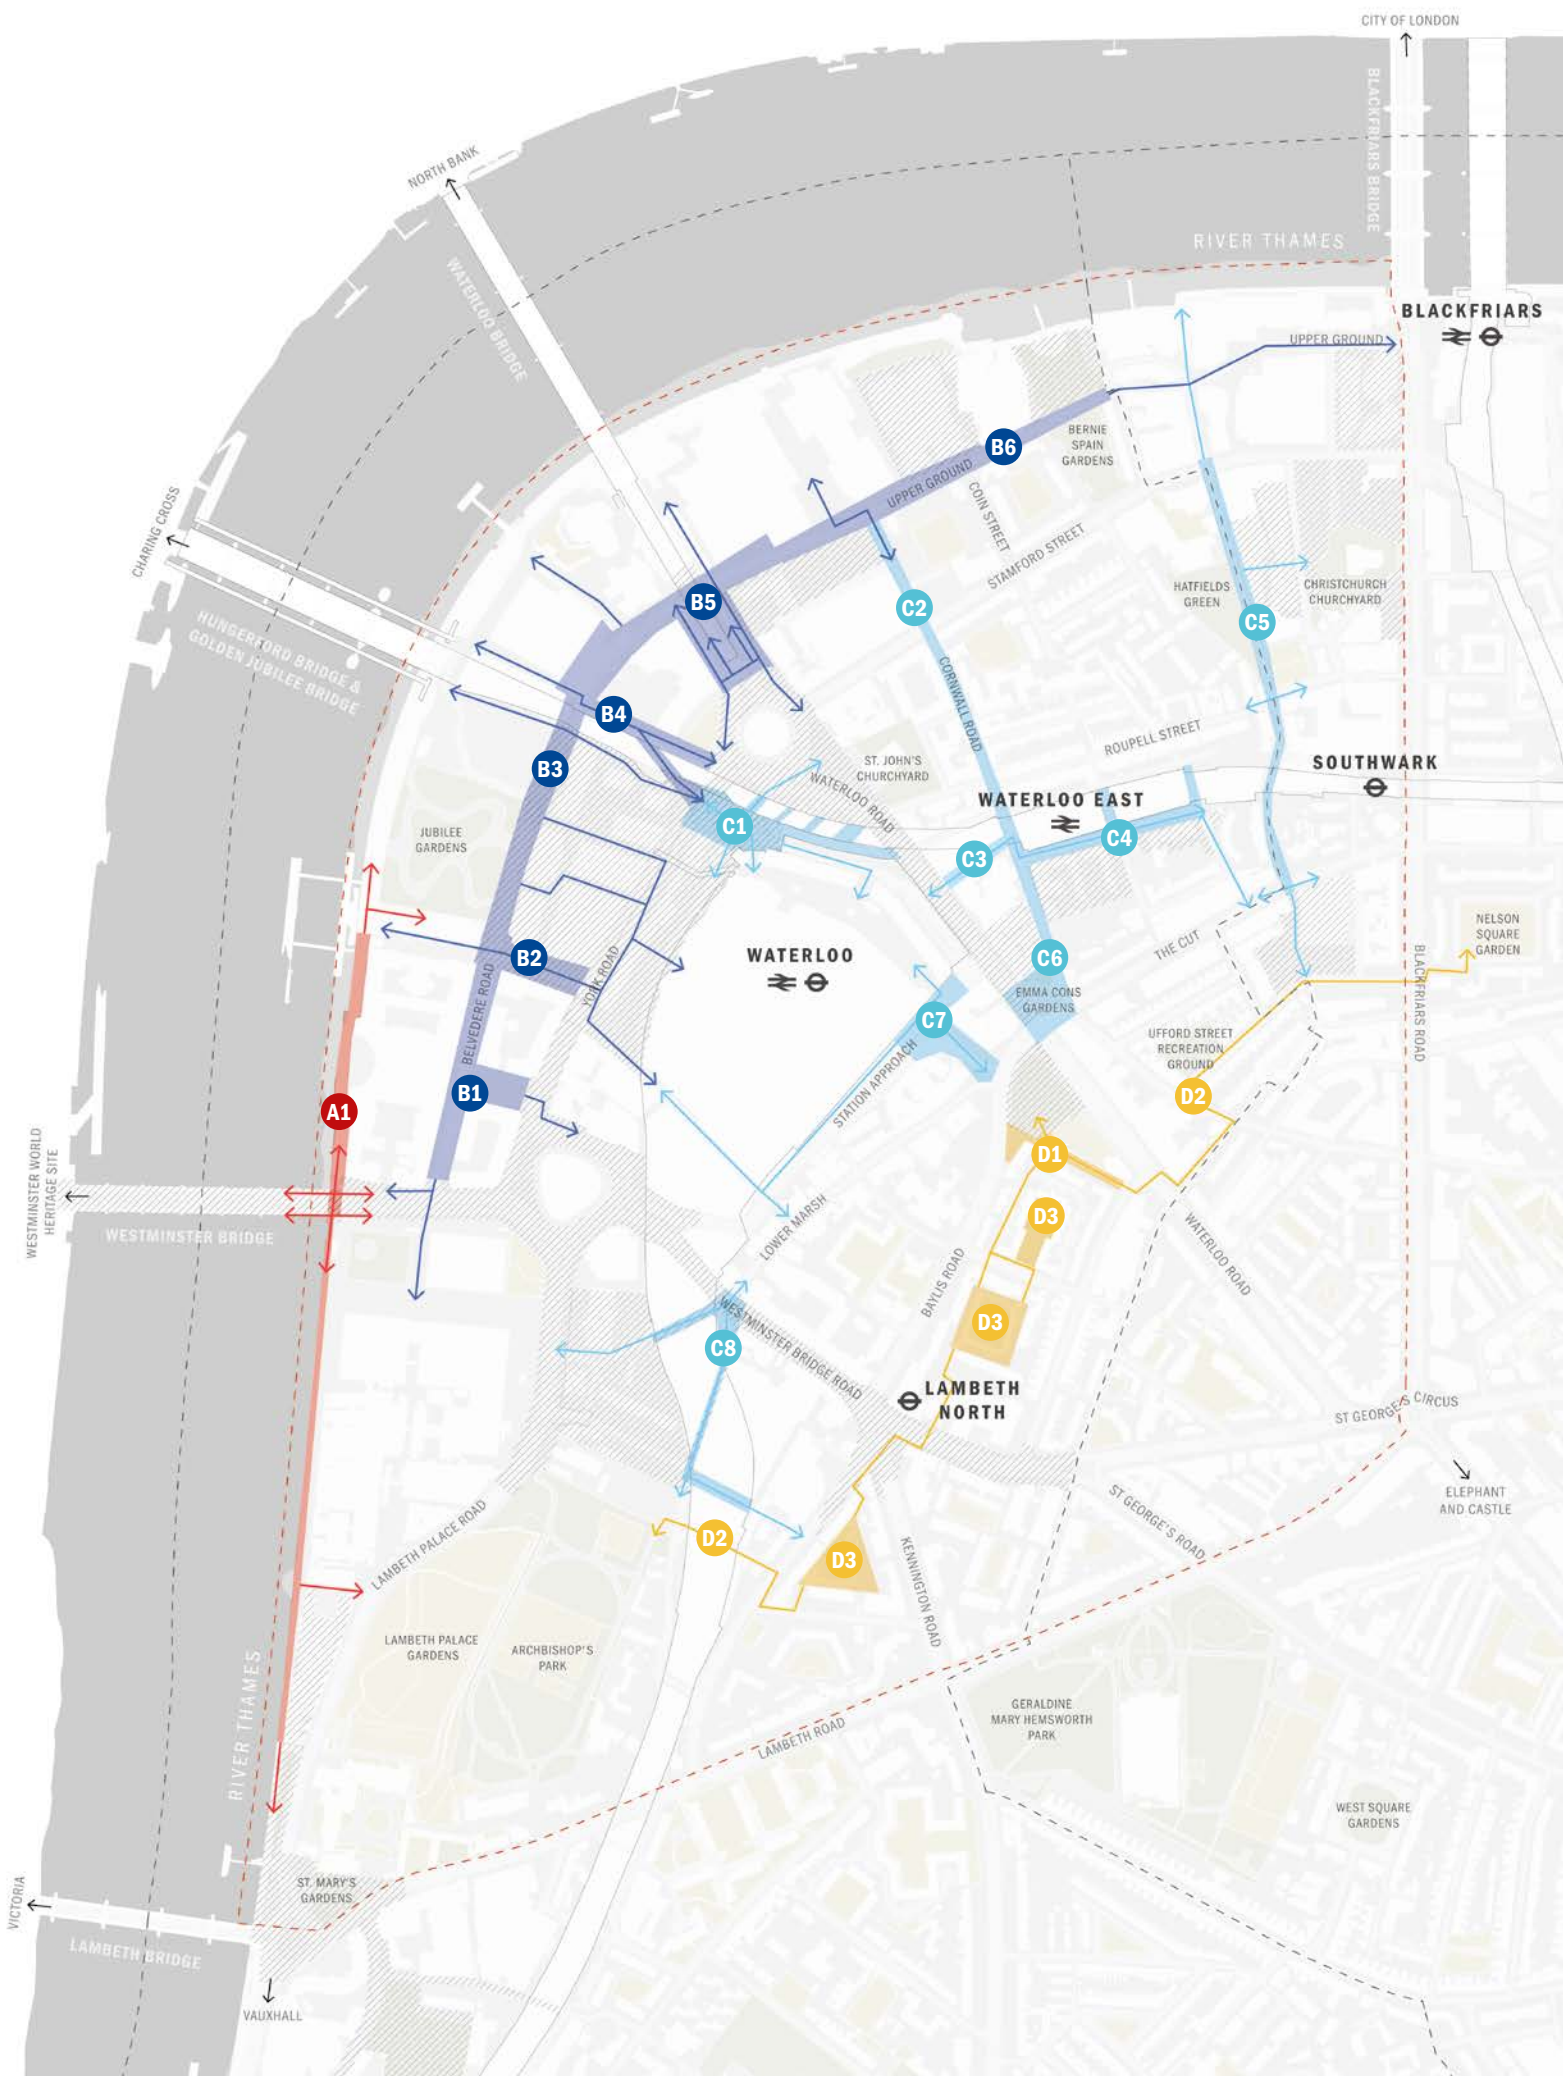 CITY OF LONDON
BLACKFRIARS BRIDGE
NORTH BANK
RIVER THAMES
WATERLOO BRIDGE
BLACKFRIARS
UPPER GROUND
B6
BERNIE
SPAIN
GARDENS
UPPER GROUND
COIN STREET
CHARING CROSS
STAMFORD STREET
HATFIELDS
GREEN
CHRISTCHURCH
CHURCHYARD
B5
C2
C5
HUNGERFORD BRIDGE &
GOLDEN JUBILEE BRIDGE
CORNWALL ROAD
B4
ROUPELL STREET
B3
ST. JOHN'S
CHURCHYARD
SOUTHWARK
WATERLOO ROAD
WATERLOO EAST
C1
JUBILEE
GARDENS
C4
C3
NELSON
SQUARE
GARDEN
THE CUT
B2
WATERLOO
C6
YORK ROAD
EMMA CONS
GARDENS
BLACKFRIARS ROAD
BELVEDERE ROAD
C7
UFFORD STREET
RECREATION
GROUND
STATION APPROACH
B1
D2
A1
D1
WESTMINSTER WORLD
HERITAGE SITE
D3
WESTMINSTER BRIDGE
LOWER MARSH
WATERLOO ROAD
BAYLIS ROAD
D3
WESTMINSTER BRIDGE ROAD
C8
LAMBETH
NORTH
ST GEORGE'S CIRCUS
ELEPHANT
AND CASTLE
ST GEORGE'S ROAD
LAMBETH PALACE ROAD
D2
D3
KENNINGTON ROAD
LAMBETH PALACE
GARDENS
ARCHBISHOP'S
PARK
RIVER THAMES
GERALDINE
MARY HEMSWORTH
PARK
LAMBETH ROAD
WEST SQUARE
GARDENS
ST. MARY'S
GARDENS
VICTORIA
LAMBETH BRIDGE
VAUXHALL